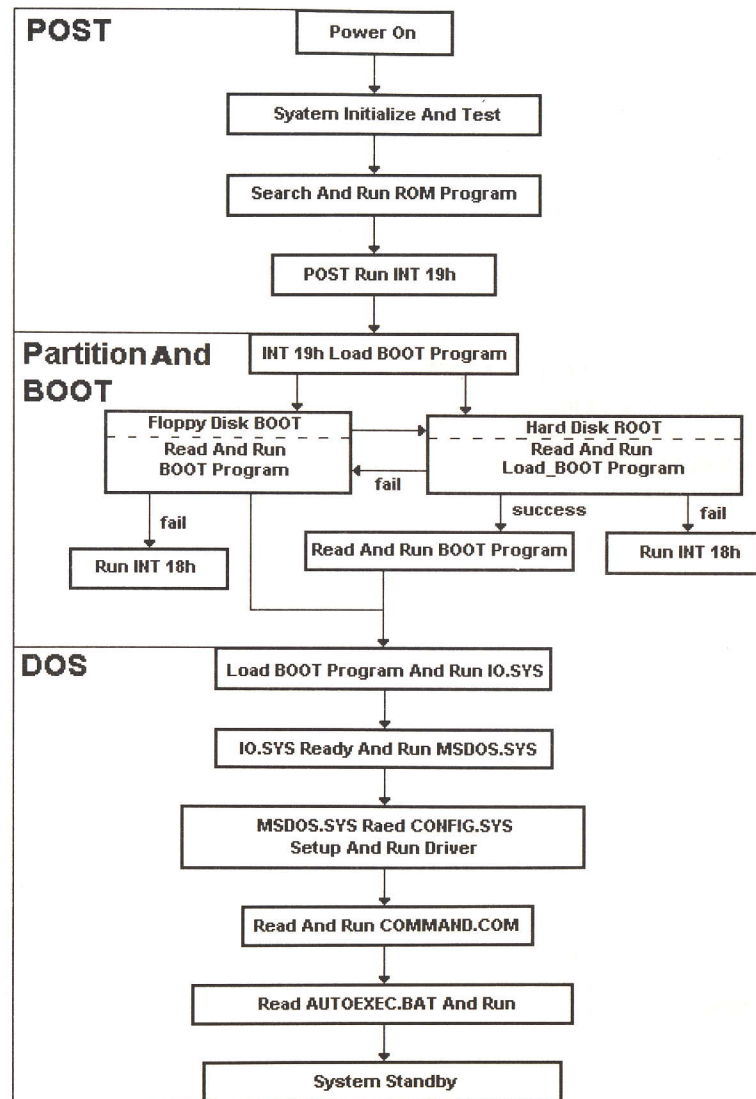 POST
Power On
Syatem Initialize And Test
Search And Run ROM Program
POST Run INT 19h
Partition And
BOOT
INT 19h Load BOOT Program
Floppy Disk BOOT
Read And Run
BOOT Program
Hard Disk ROOT
Read And Run
Load_BOOT Program
fail
fail
success
fail
Run INT 18h
Read And Run BOOT Program
Run INT 18h
DOS
Load BOOT Program And Run IO.SYS
IO.SYS Ready And Run MSDOS.SYS
MSDOS.SYS Raed CONFIG.SYS
Setup And Run Driver
Read And Run COMMAND.COM
Read AUTOEXEC.BAT And Run
System Standby